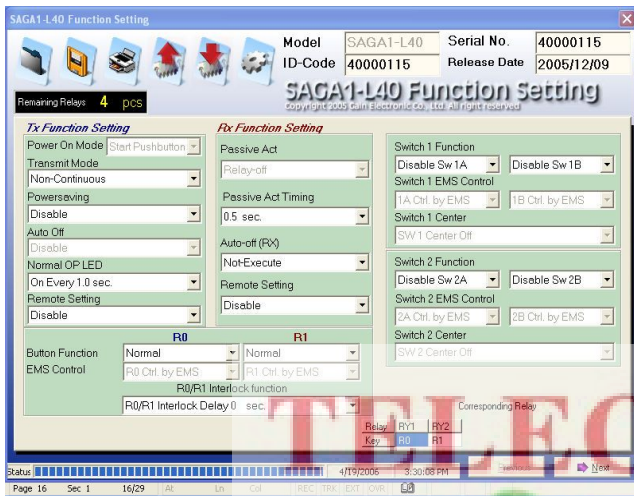 SAGA1-L40 Function Setting
Model SAGA1-L40 Serial No. 40000115
ID-Code 40000115 Release Date 2005/12/09
SAGA1-L40 Function Setting
Copyright 2005 Gain Electronic Co., Ltd. All right reserved
Remaining Relays 4 pcs
Tx Function Setting
Power On Mode Start Pushbutton
Transmit Mode
Non-Continuous
Powersaving
Disable
Auto Off
Disable
Normal OP LED
On Every 1.0 sec.
Remote Setting
Disable
Rx Function Setting
Passive Act
Relay-off
Passive Act Timing
0.5 sec.
Auto-off (RX)
Not-Execute
Remote Setting
Disable
Switch 1 Function
Disable Sw 1A Disable Sw 1B
Switch 1 EMS Control
1A Ctrl. by EMS 1B Ctrl. by EMS
Switch 1 Center
SW 1 Center Off
Switch 2 Function
Disable Sw 2A Disable Sw 2B
Switch 2 EMS Control
2A Ctrl. by EMS 2B Ctrl. by EMS
Switch 2 Center
SW 2 Center Off
R0 R1
Button Function Normal Normal
EMS Control R0 Ctrl. by EMS R1 Ctrl. by EMS
R0/R1 Interlock function
R0/R1 Interlock Delay 0 sec.
Corresponding Relay
Relay RY1 RY2
Key R0 R1
TELEC
Status 4/19/2006 3:30:08 PM Next
Page 16 Sec 1 16/29 At Ln Col REC TRK EXT OVR